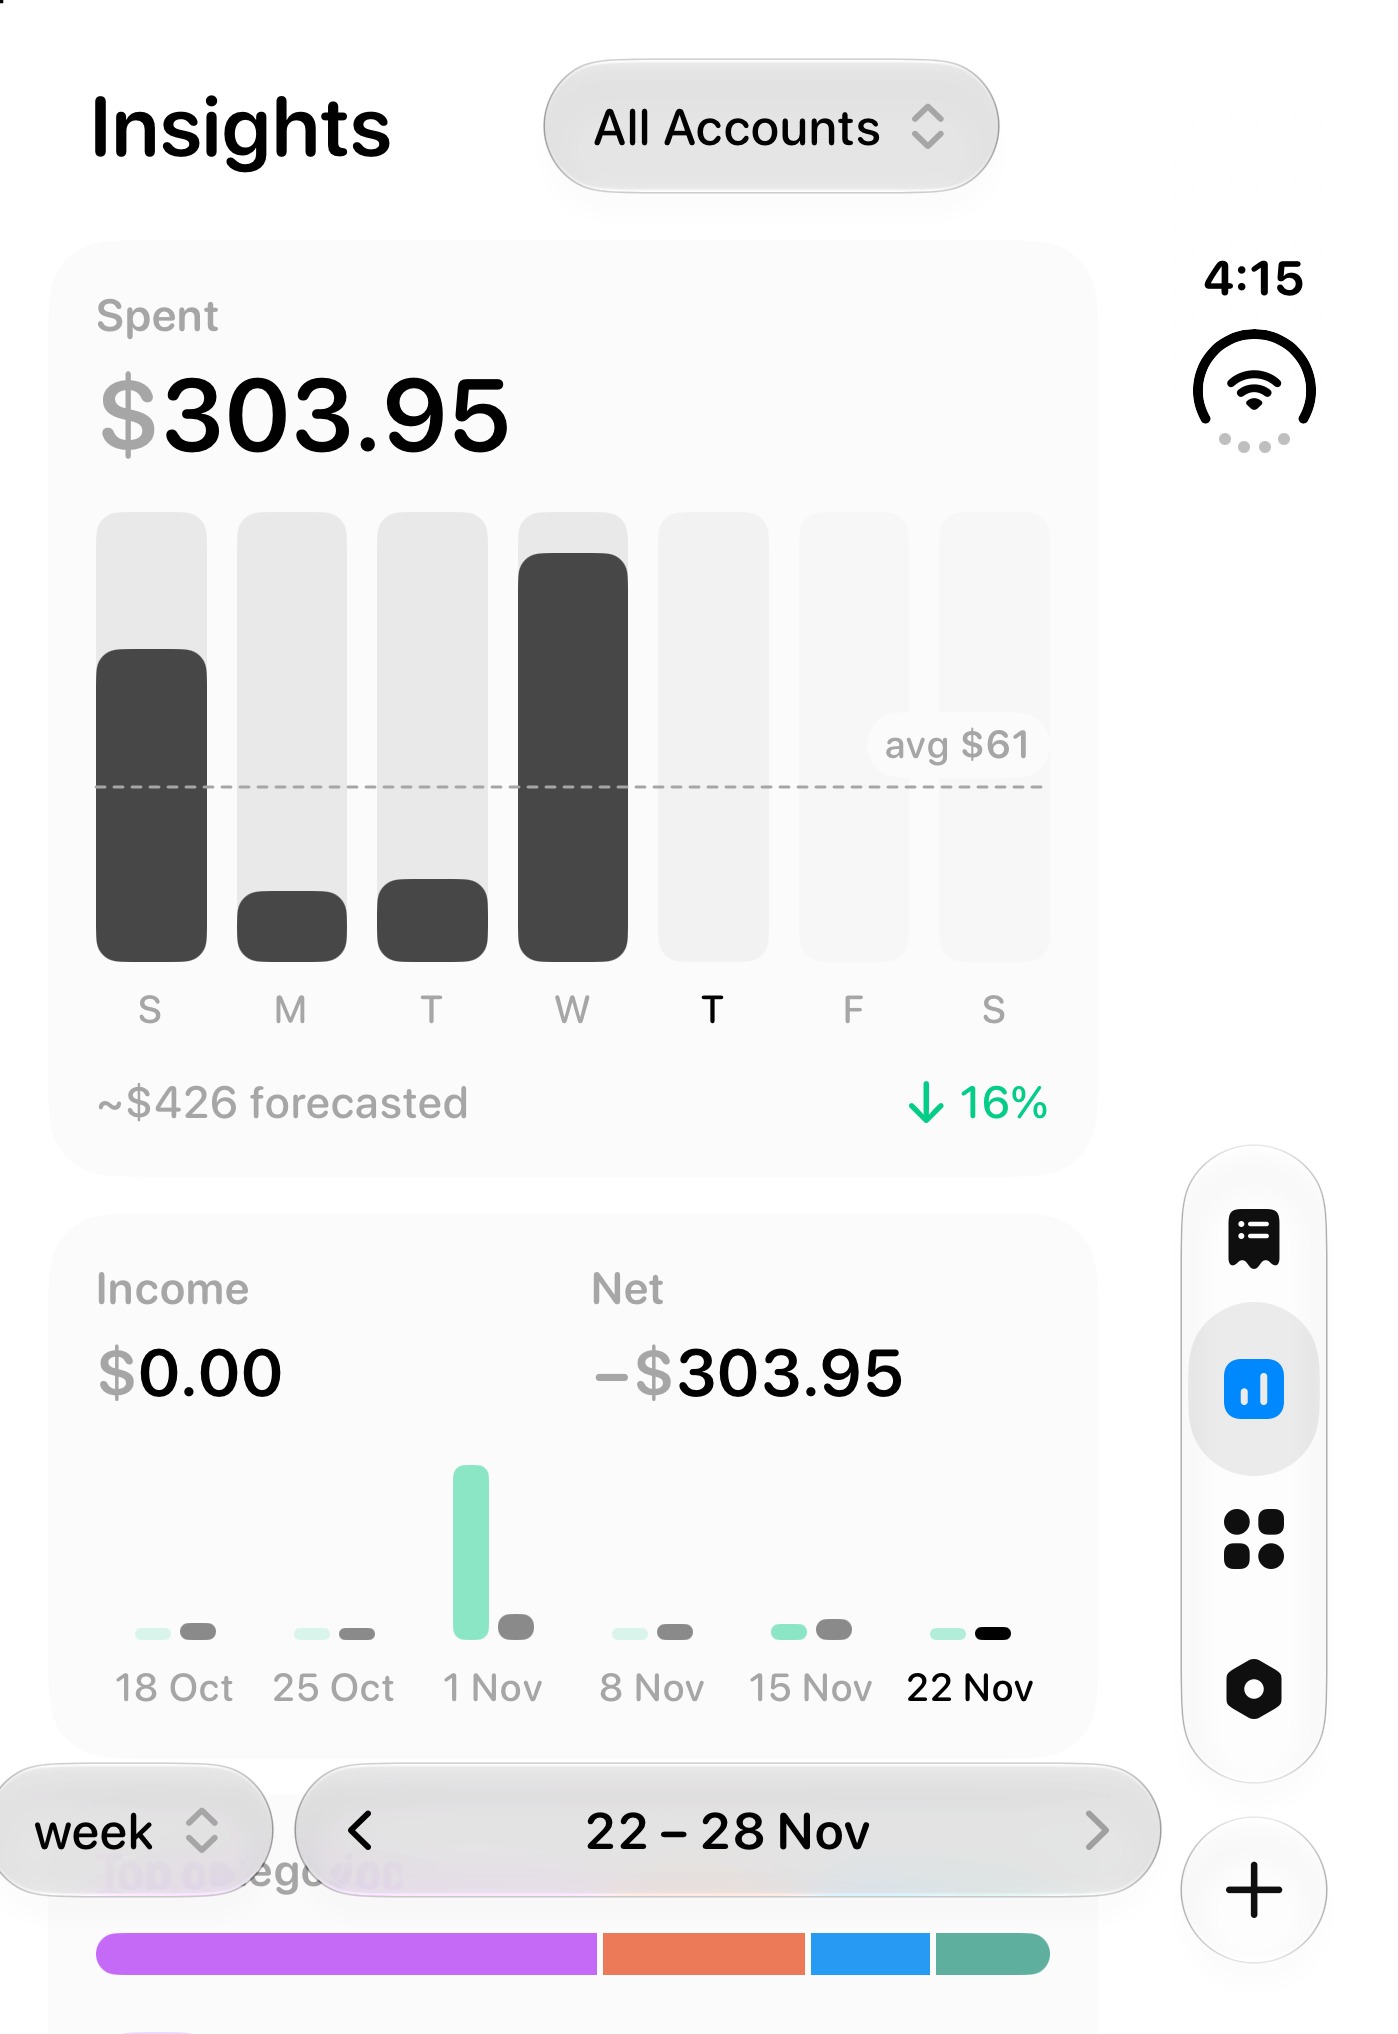 Insights
All Accounts
4:15
Spent
$303.95
avg $61
S M T W T F S
~$426 forecasted
16%
Income Net
$0.00 –$303.95
18 Oct 25 Oct 1 Nov 8 Nov 15 Nov 22 Nov
week
22 – 28 Nov